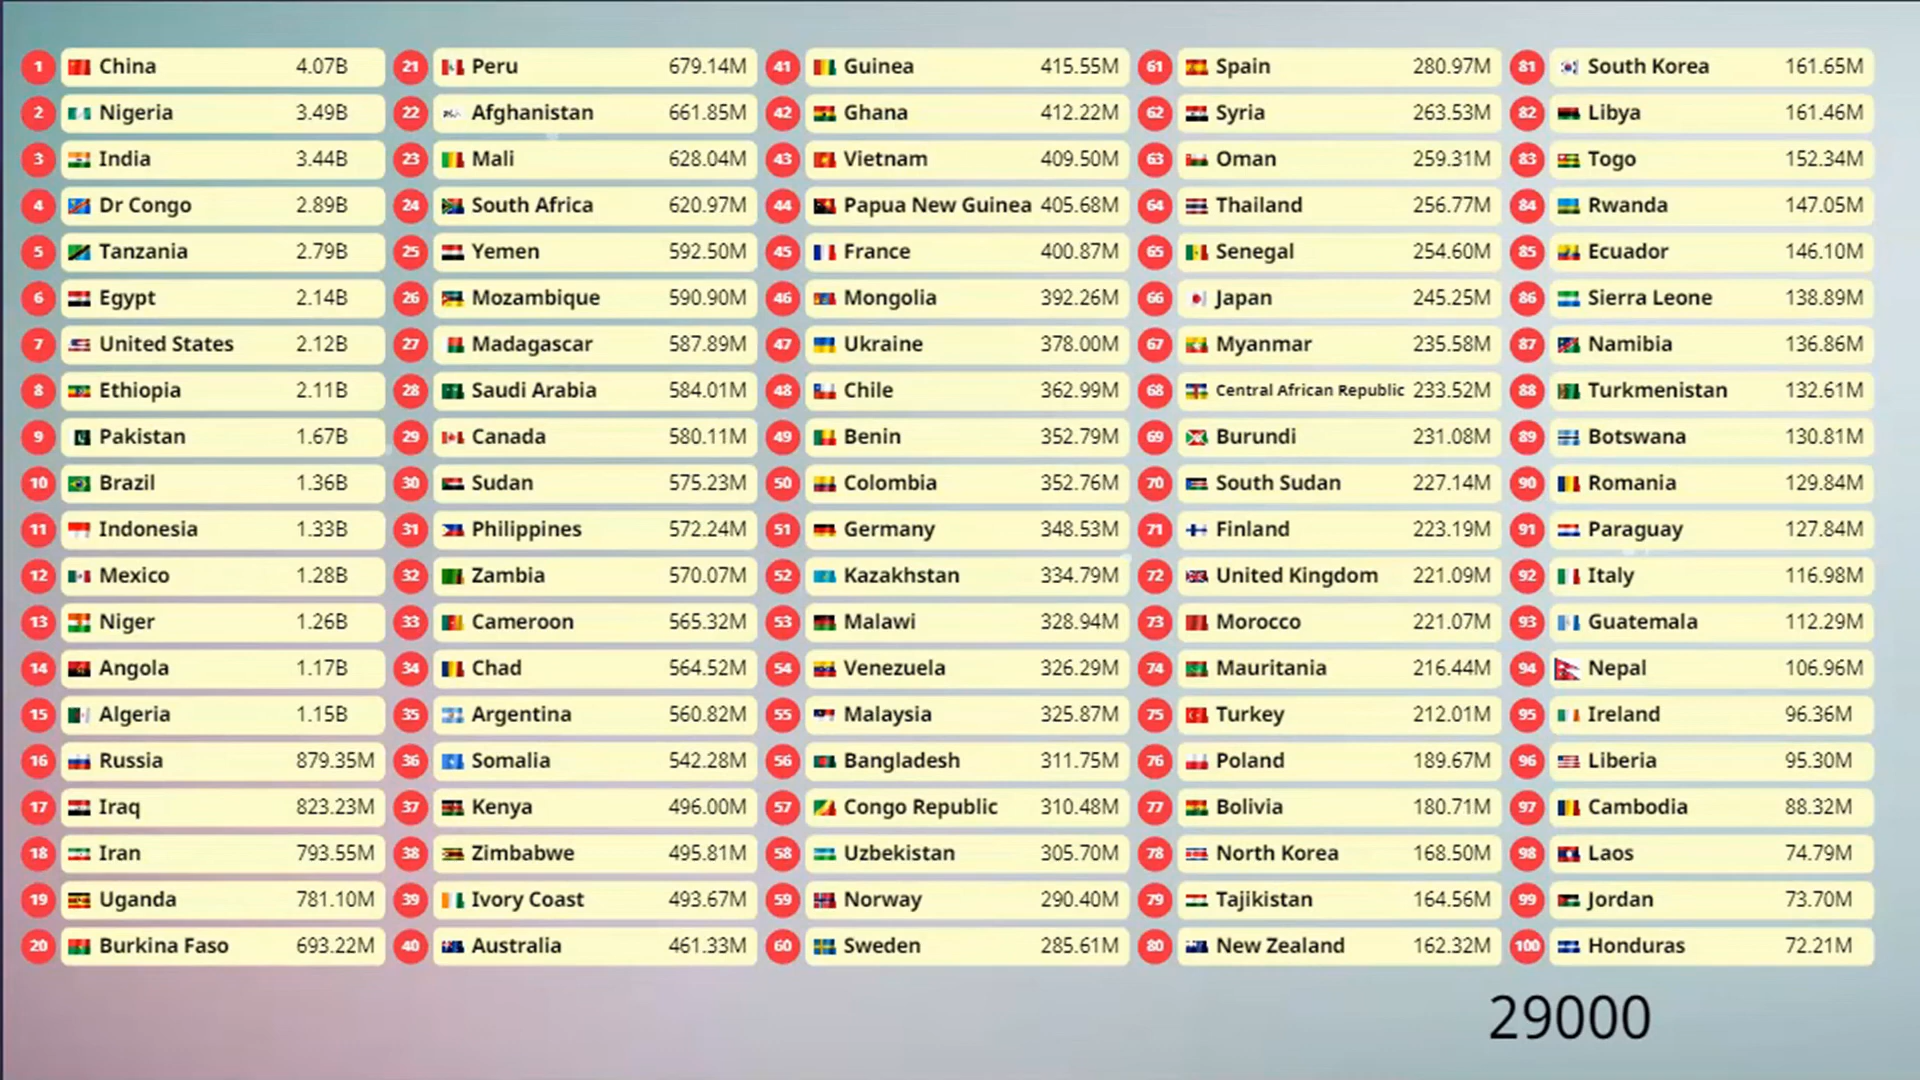 1 China 4.07B
2 Nigeria 3.49B
3 India 3.44B
4 Dr Congo 2.89B
5 Tanzania 2.79B
6 Egypt 2.14B
7 United States 2.12B
8 Ethiopia 2.11B
9 Pakistan 1.67B
10 Brazil 1.36B
11 Indonesia 1.33B
12 Mexico 1.28B
13 Niger 1.26B
14 Angola 1.17B
15 Algeria 1.15B
16 Russia 879.35M
17 Iraq 823.23M
18 Iran 793.55M
19 Uganda 781.10M
20 Burkina Faso 693.22M
21 Peru 679.14M
22 Afghanistan 661.85M
23 Mali 628.04M
24 South Africa 620.97M
25 Yemen 592.50M
26 Mozambique 590.90M
27 Madagascar 587.89M
28 Saudi Arabia 584.01M
29 Canada 580.11M
30 Sudan 575.23M
31 Philippines 572.24M
32 Zambia 570.07M
33 Cameroon 565.32M
34 Chad 564.52M
35 Argentina 560.82M
36 Somalia 542.28M
37 Kenya 496.00M
38 Zimbabwe 495.81M
39 Ivory Coast 493.67M
40 Australia 461.33M
41 Guinea 415.55M
42 Ghana 412.22M
43 Vietnam 409.50M
44 Papua New Guinea 405.68M
45 France 400.87M
46 Mongolia 392.26M
47 Ukraine 378.00M
48 Chile 362.99M
49 Benin 352.79M
50 Colombia 352.76M
51 Germany 348.53M
52 Kazakhstan 334.79M
53 Malawi 328.94M
54 Venezuela 326.29M
55 Malaysia 325.87M
56 Bangladesh 311.75M
57 Congo Republic 310.48M
58 Uzbekistan 305.70M
59 Norway 290.40M
60 Sweden 285.61M
61 Spain 280.97M
62 Syria 263.53M
63 Oman 259.31M
64 Thailand 256.77M
65 Senegal 254.60M
66 Japan 245.25M
67 Myanmar 235.58M
68 Central African Republic 233.52M
69 Burundi 231.08M
70 South Sudan 227.14M
71 Finland 223.19M
72 United Kingdom 221.09M
73 Morocco 221.07M
74 Mauritania 216.44M
75 Turkey 212.01M
76 Poland 189.67M
77 Bolivia 180.71M
78 North Korea 168.50M
79 Tajikistan 164.56M
80 New Zealand 162.32M
81 South Korea 161.65M
82 Libya 161.46M
83 Togo 152.34M
84 Rwanda 147.05M
85 Ecuador 146.10M
86 Sierra Leone 138.89M
87 Namibia 136.86M
88 Turkmenistan 132.61M
89 Botswana 130.81M
90 Romania 129.84M
91 Paraguay 127.84M
92 Italy 116.98M
93 Guatemala 112.29M
94 Nepal 106.96M
95 Ireland 96.36M
96 Liberia 95.30M
97 Cambodia 88.32M
98 Laos 74.79M
99 Jordan 73.70M
100 Honduras 72.21M
29000